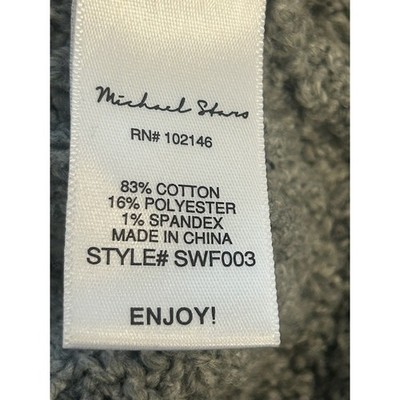 Michael Stars
RN# 102146
83% COTTON
16% POLYESTER
1% SPANDEX
MADE IN CHINA
STYLE# SWF003
ENJOY!